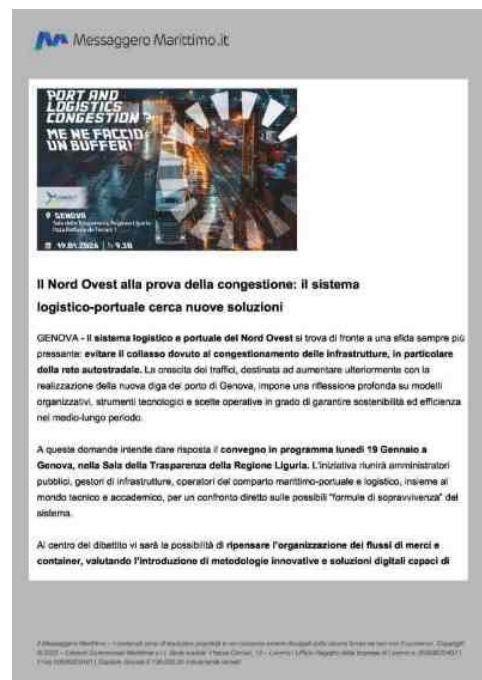 Messaggero Marittimo.it
PORT AND
LOGISTICS
CONGESTION?
ME NE FACCIO
UN BUFFER!
GENOVA
Sala della Trasparenza, Regione Liguria
19.01.2026 | h 9.30
Il Nord Ovest alla prova della congestione: il sistema
logistico-portuale cerca nuove soluzioni
GENOVA - Il sistema logistico e portuale del Nord Ovest si trova di fronte a una sfida sempre più
pressante: evitare il collasso dovuto al congestionamento delle infrastrutture, in particolare
della rete autostradale. La crescita dei traffici, destinata ad aumentare ulteriormente con la
realizzazione della nuova diga del porto di Genova, impone una riflessione profonda su modelli
organizzativi, strumenti tecnologici e scelte operative in grado di garantire sostenibilità ed efficienza
nel medio-lungo periodo.
A queste domande intende dare risposta il convegno in programma lunedì 19 Gennaio a
Genova, nella Sala della Trasparenza della Regione Liguria. L'iniziativa riunirà amministratori
pubblici, gestori di infrastrutture, operatori del comparto marittimo-portuale e logistico, insieme al
mondo tecnico e accademico, per un confronto diretto sulle possibili "formule di sopravvivenza" del
sistema.
Al centro del dibattito vi sarà la possibilità di ripensare l'organizzazione dei flussi di merci e
container, valutando l'introduzione di metodologie innovative e soluzioni digitali capaci di